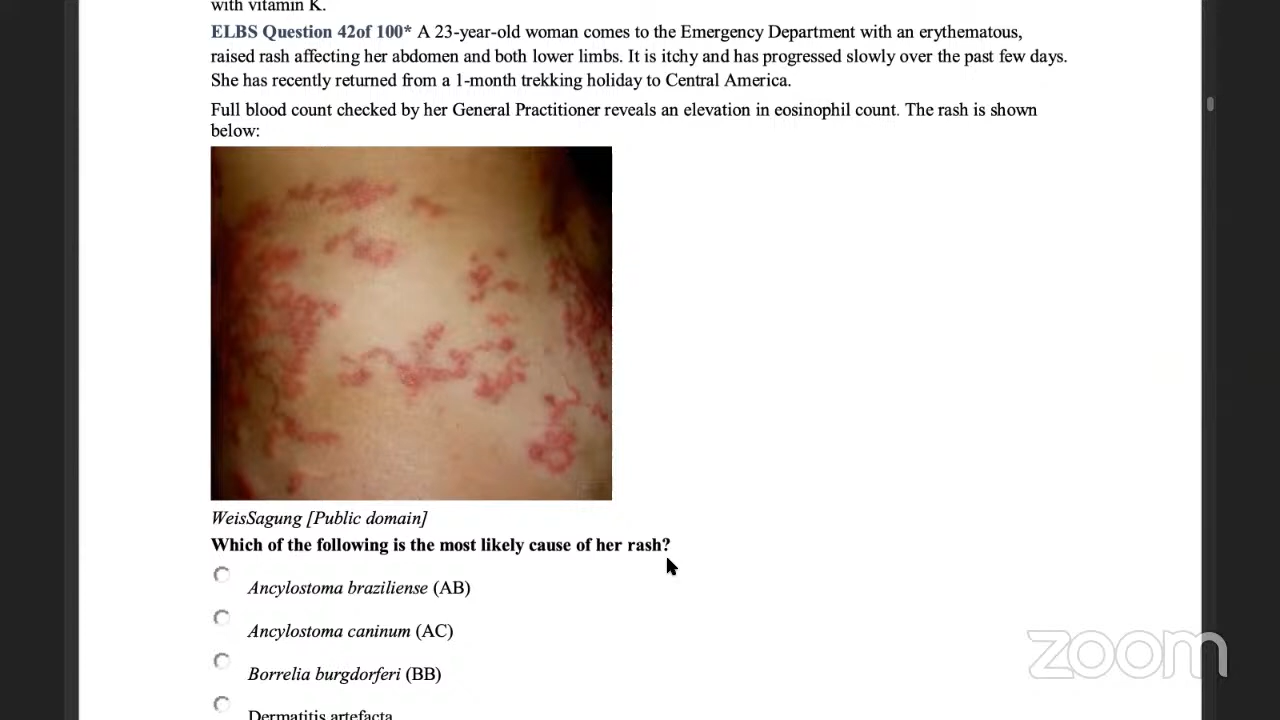 with vitamin K.
ELBS Question 42of 100* A 23-year-old woman comes to the Emergency Department with an erythematous,
raised rash affecting her abdomen and both lower limbs. It is itchy and has progressed slowly over the past few days.
She has recently returned from a 1-month trekking holiday to Central America.
Full blood count checked by her General Practitioner reveals an elevation in eosinophil count. The rash is shown
below:
WeisSagung [Public domain]
Which of the following is the most likely cause of her rash?
Ancylostoma braziliense (AB)
Ancylostoma caninum (AC)
Borrelia burgdorferi (BB)
zoom
Dermatitis artefacta